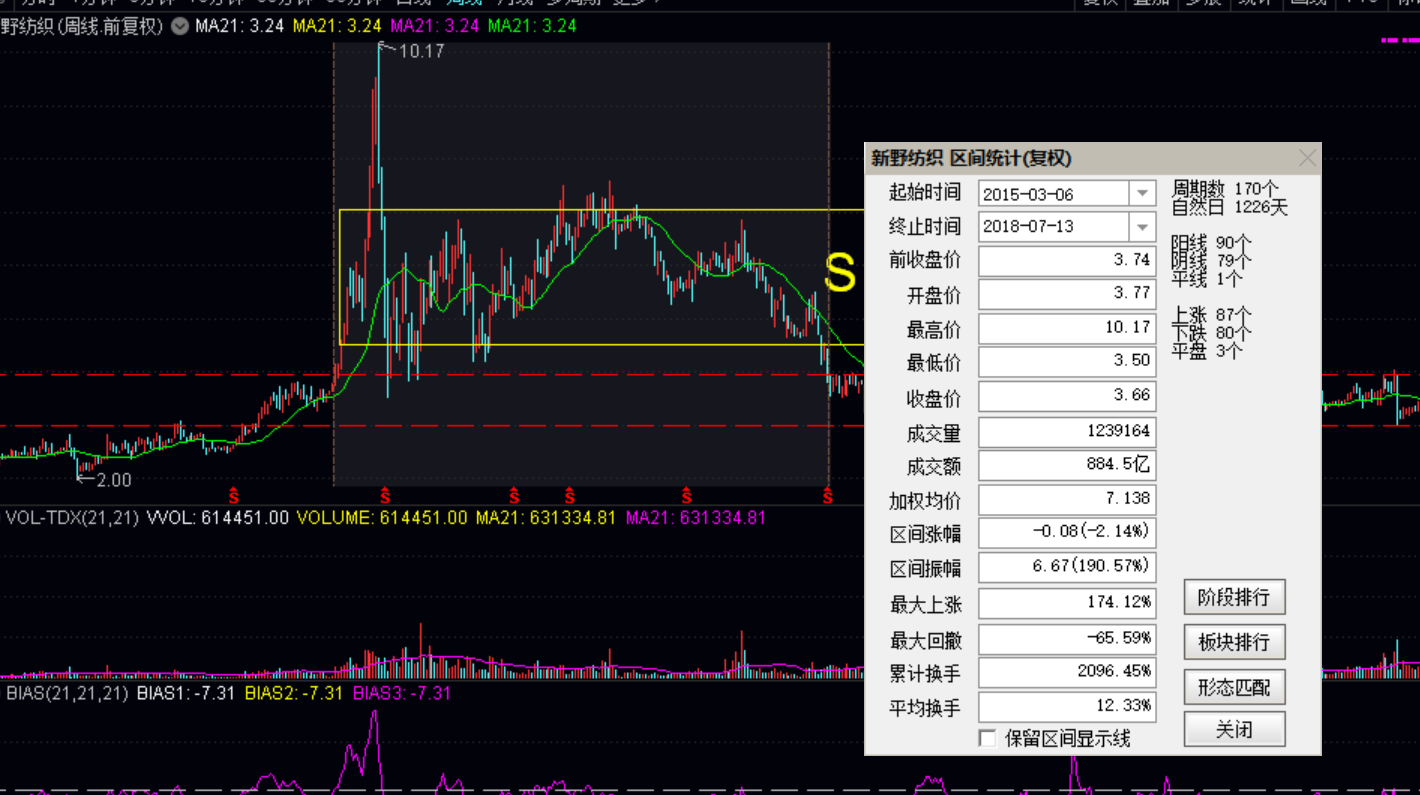 野纺织(周线.前复权) MA21: 3.24 MA21: 3.24 MA21: 3.24 MA21: 3.24
10.17
2.00
S
S
S
S
S
S
S
VOL-TDX(21,21) VVOL: 614451.00 VOLUME: 614451.00 MA21: 631334.81 MA21: 631334.81
BIAS(21,21,21) BIAS1: -7.31 BIAS2: -7.31 BIAS3: -7.31
新野纺织 区间统计(复权)
起始时间 2015-03-06
终止时间 2018-07-13
前收盘价 3.74
开盘价 3.77
最高价 10.17
最低价 3.50
收盘价 3.66
成交量 1239164
成交额 884.5亿
加权均价 7.138
区间涨幅 -0.08(-2.14%)
区间振幅 6.67(190.57%)
最大上涨 174.12%
最大回撤 -65.59%
累计换手 2096.45%
平均换手 12.33%
保留区间显示线
周期数 170个
自然日 1226天
阳线 90个
阴线 79个
平线 1个
上涨 87个
下跌 80个
平盘 3个
阶段排行
板块排行
形态匹配
关闭